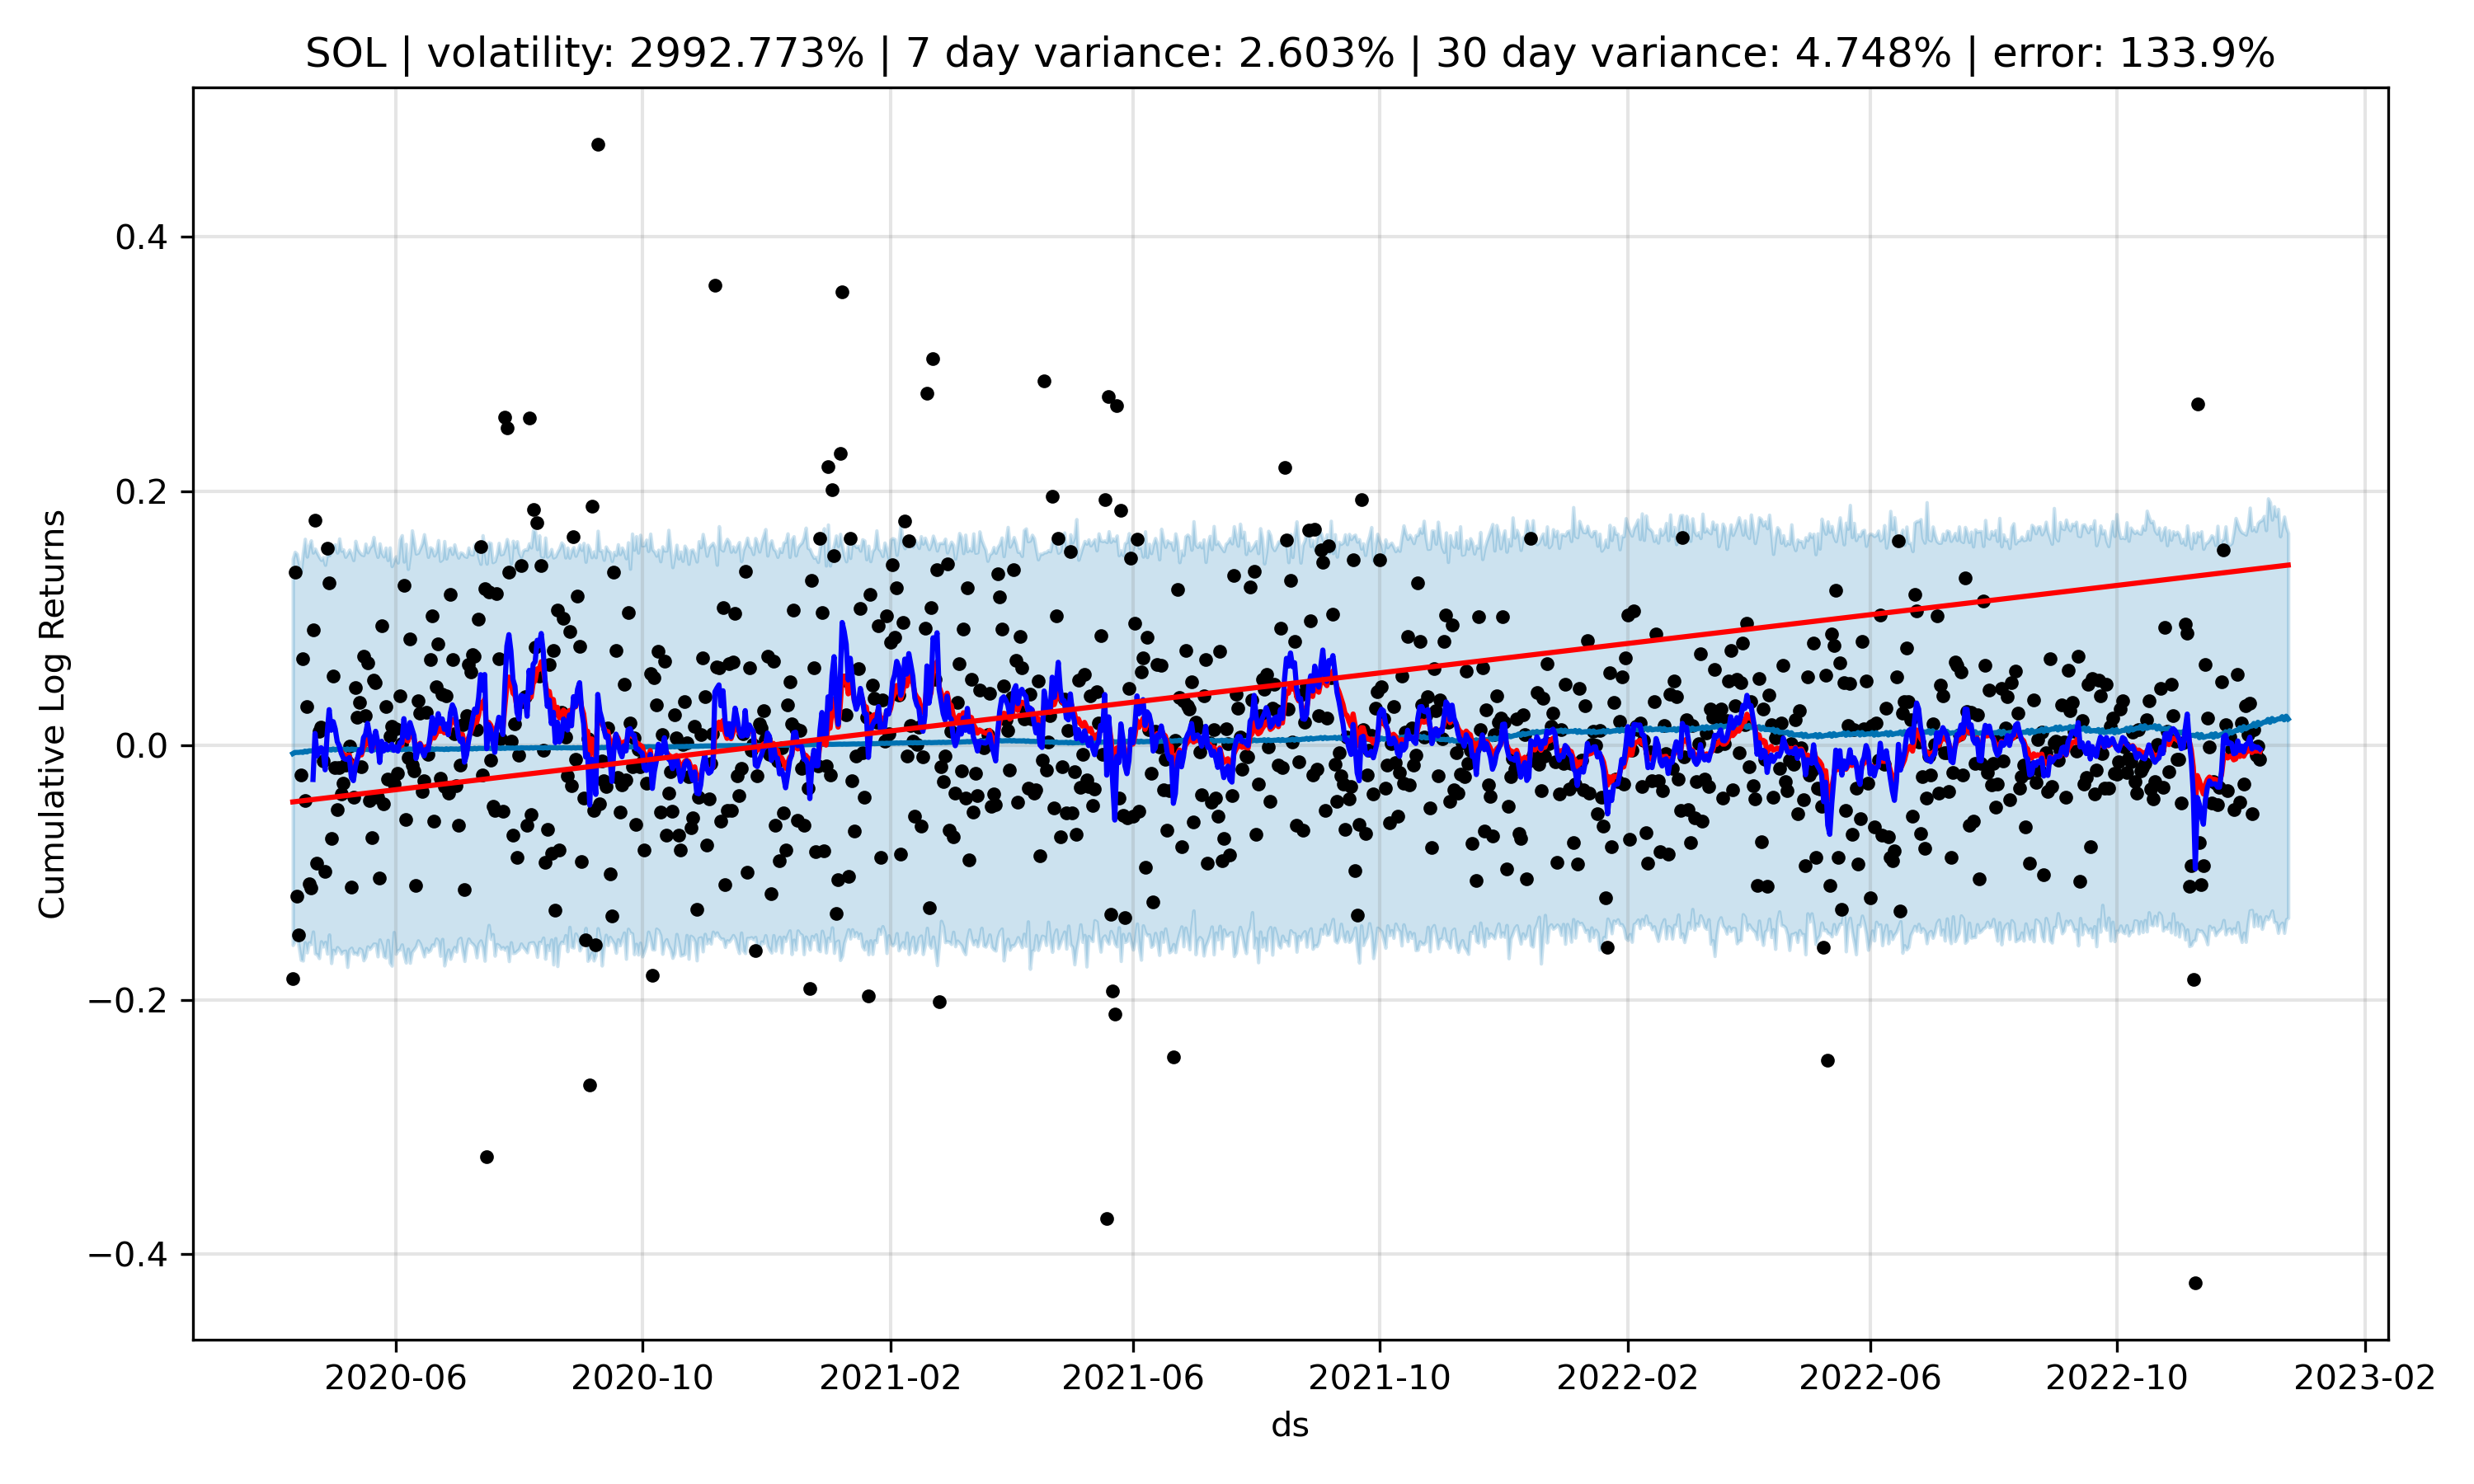 SOL | volatility: 2992.773% | 7 day variance: 2.603% | 30 day variance: 4.748% | error: 133.9%
Cumulative Log Returns
0.4
0.2
0.0
−0.2
−0.4
2020-06 2020-10 2021-02 2021-06 2021-10 2022-02 2022-06 2022-10 2023-02
ds